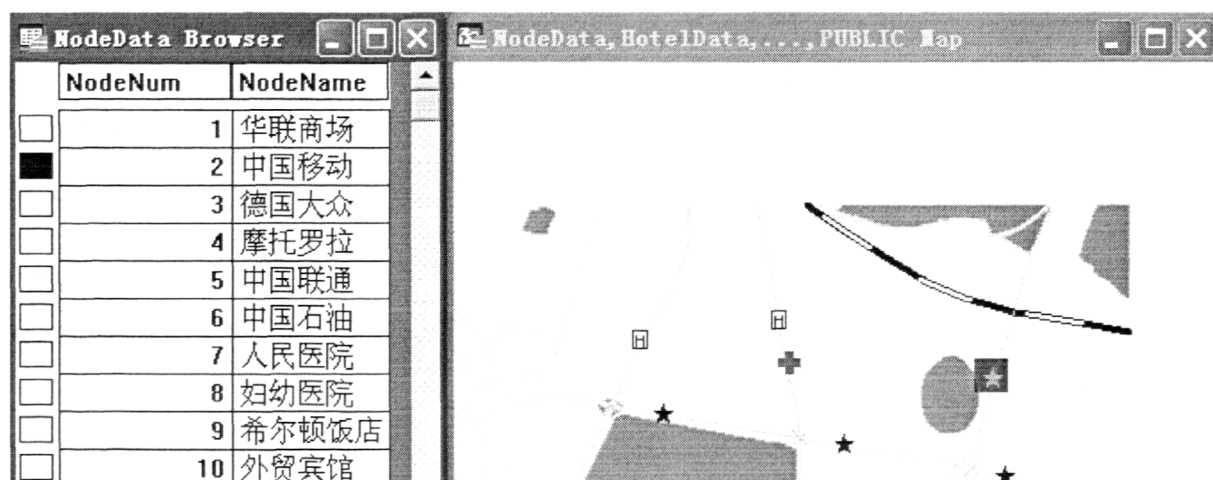 NodeData Browser
NodeData,HotelData,...,PUBLIC Map
NodeNum NodeName
1 华联商场
2 中国移动
3 德国大众
4 摩托罗拉
5 中国联通
6 中国石油
7 人民医院
8 妇幼医院
9 希尔顿饭店
10 外贸宾馆
H
H